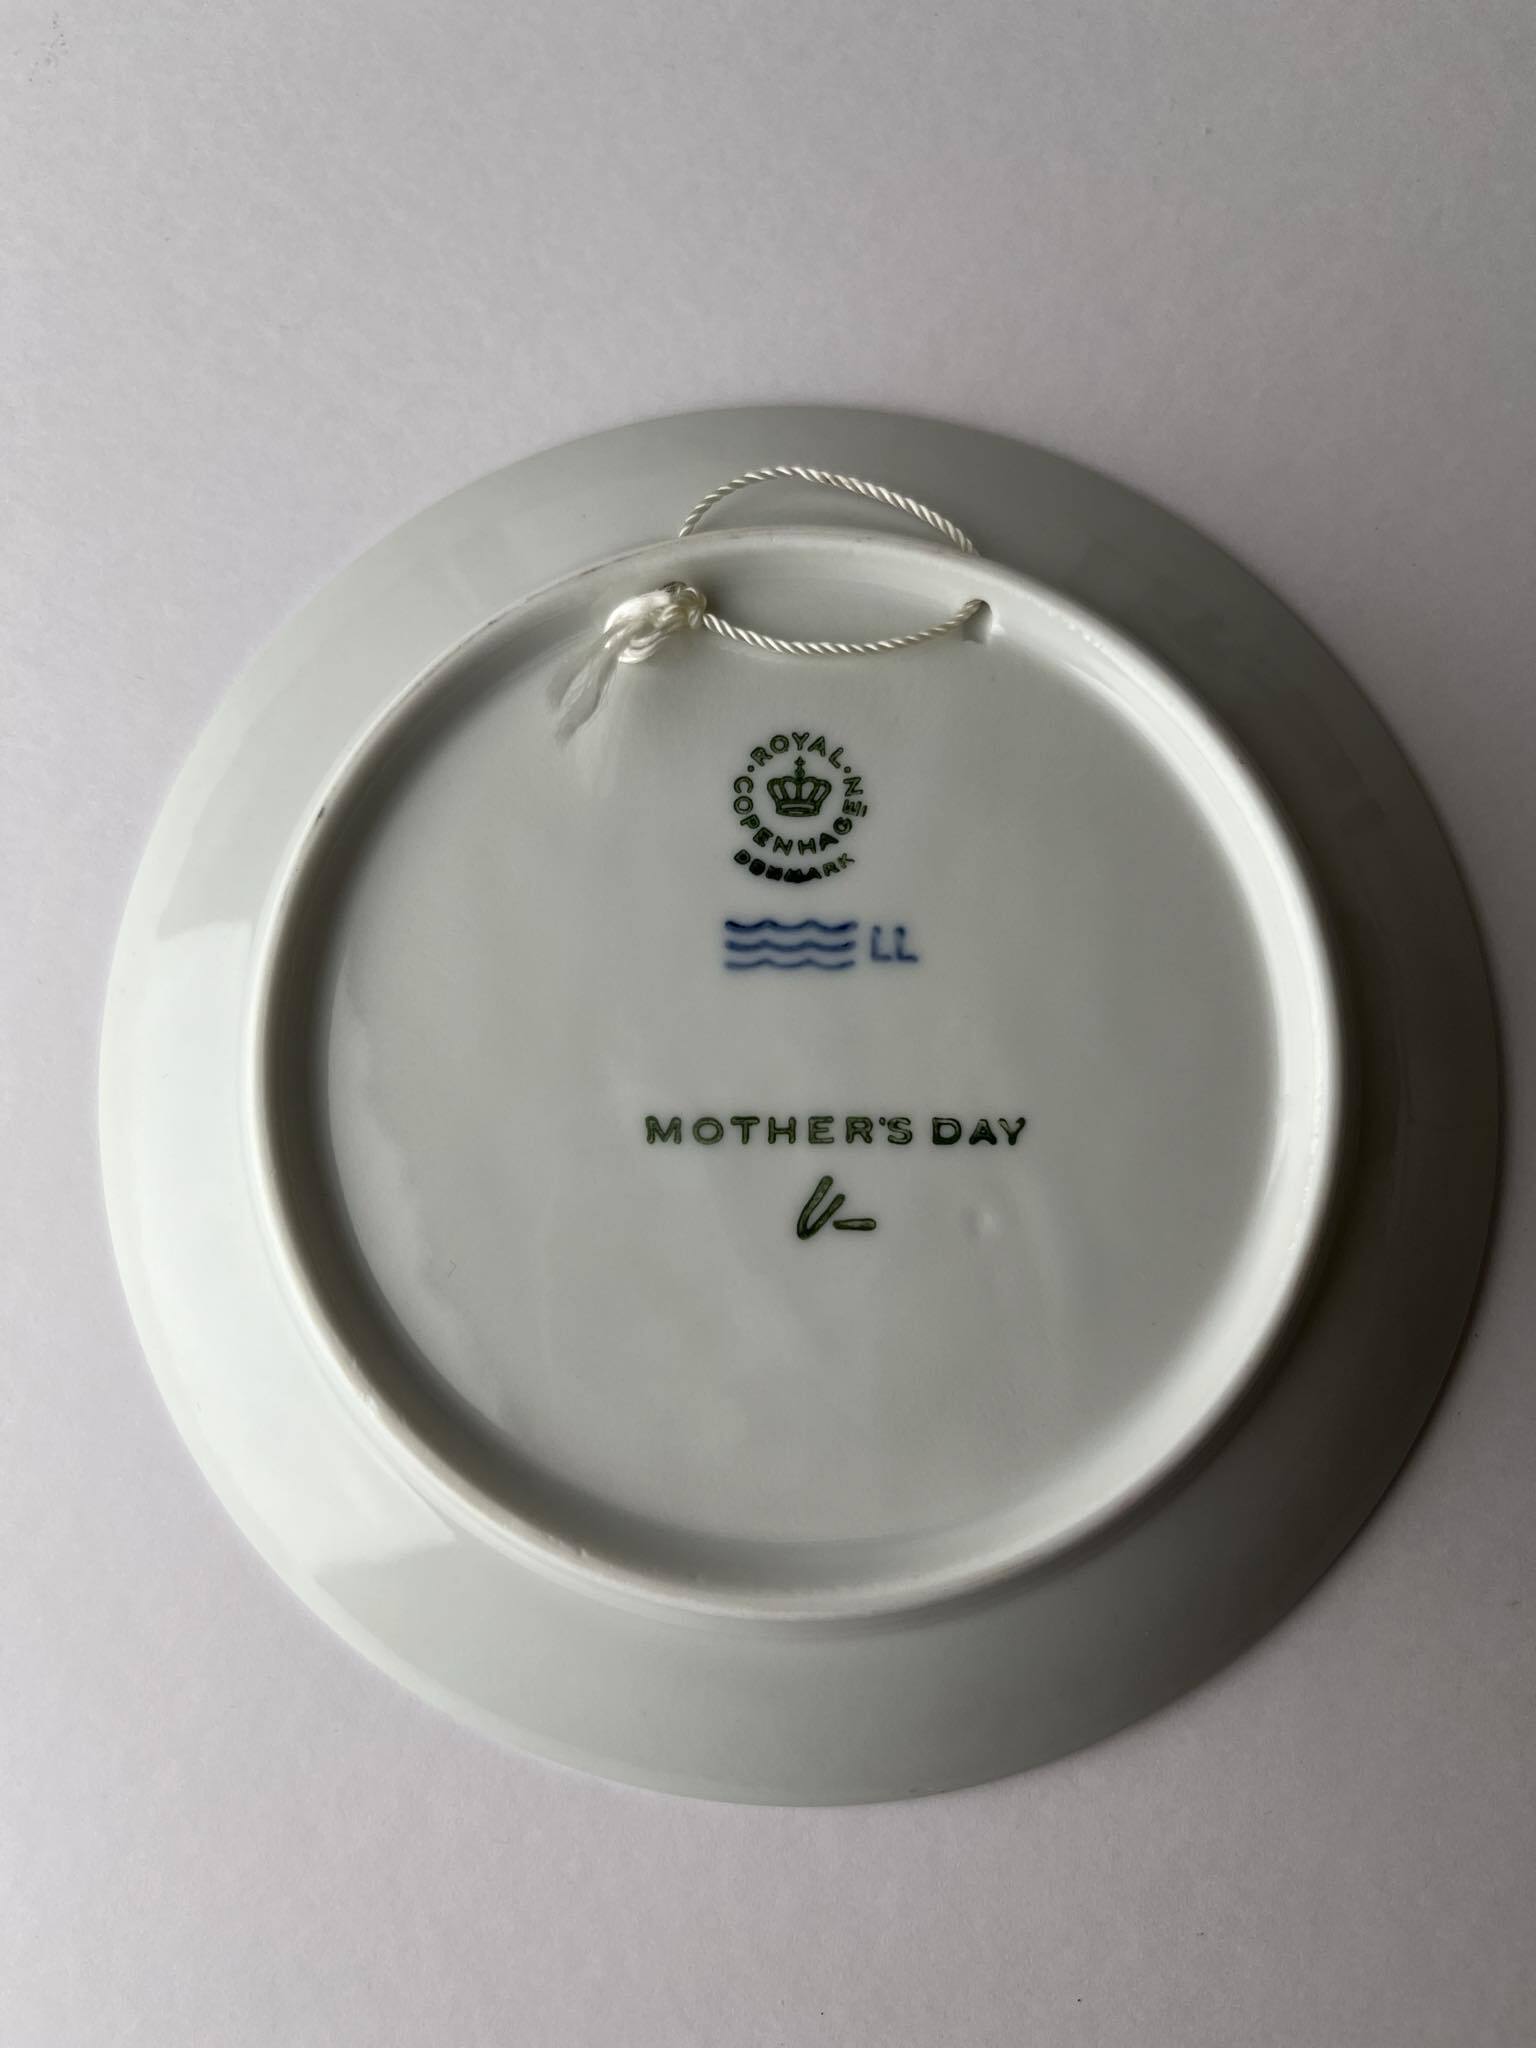 ROYAL
COPENHAGEN
DENMARK
LL
MOTHER'S DAY